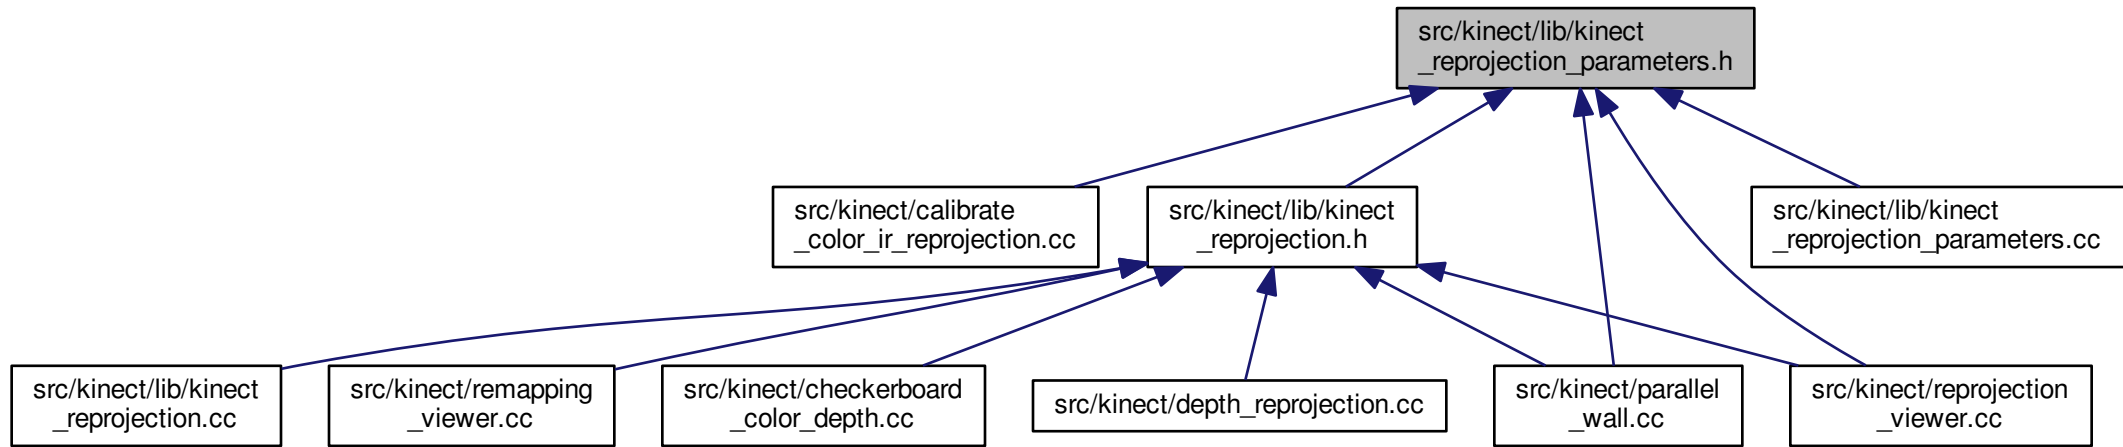 src/kinect/lib/kinect
_reprojection_parameters.h
src/kinect/calibrate
_color_ir_reprojection.cc
src/kinect/lib/kinect
_reprojection.h
src/kinect/lib/kinect
_reprojection_parameters.cc
src/kinect/lib/kinect
_reprojection.cc
src/kinect/remapping
_viewer.cc
src/kinect/checkerboard
_color_depth.cc
src/kinect/depth_reprojection.cc
src/kinect/parallel
_wall.cc
src/kinect/reprojection
_viewer.cc